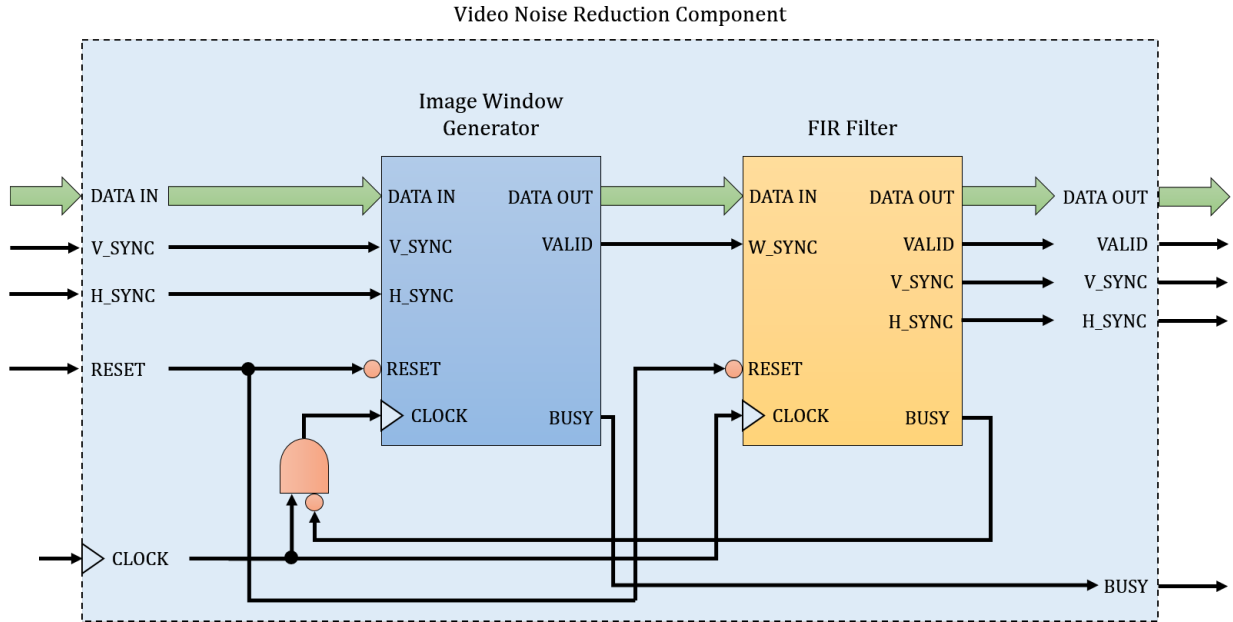 Video Noise Reduction Component
Image Window
Generator
FIR Filter
DATA IN
DATA IN
DATA OUT
DATA IN
DATA OUT
DATA OUT
V_SYNC
V_SYNC
VALID
W_SYNC
VALID
VALID
V_SYNC
V_SYNC
H_SYNC
H_SYNC
H_SYNC
H_SYNC
RESET
RESET
RESET
CLOCK
BUSY
CLOCK
BUSY
CLOCK
BUSY